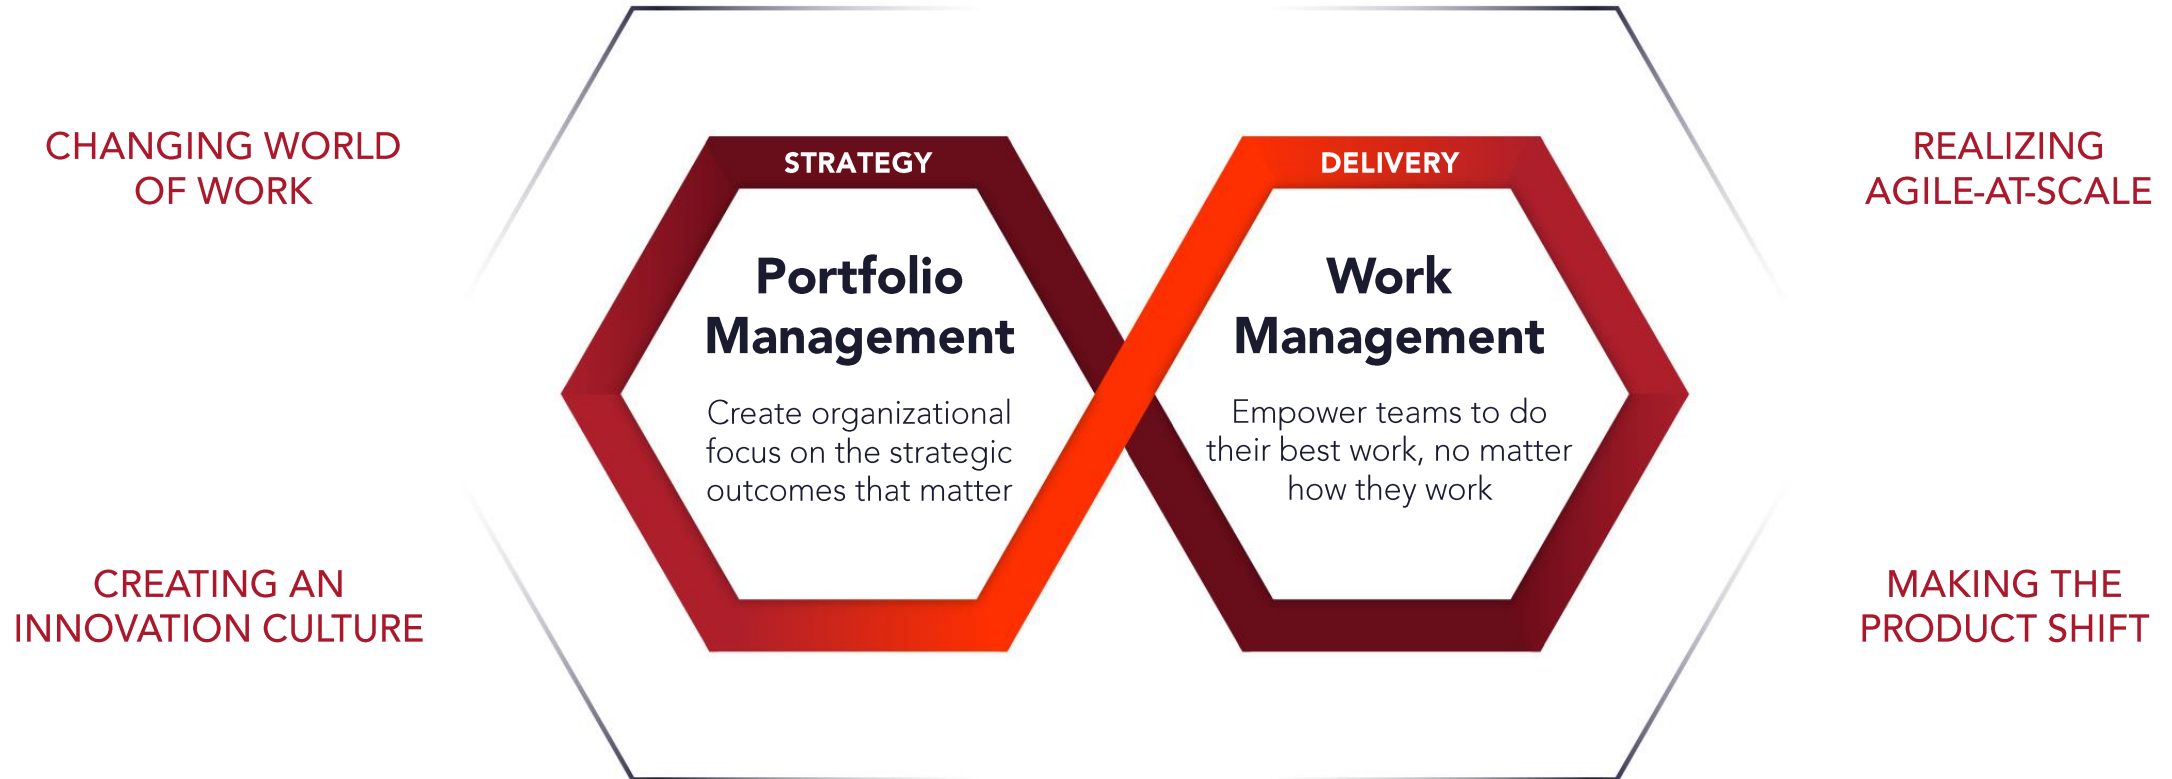 CHANGING WORLD
OF WORK
CREATING AN
INNOVATION CULTURE
STRATEGY
Portfolio
Management
Create organizational
focus on the strategic
outcomes that matter
DELIVERY
Work
Management
Empower teams to do
their best work, no matter
how they work
REALIZING
AGILE-AT-SCALE
MAKING THE
PRODUCT SHIFT